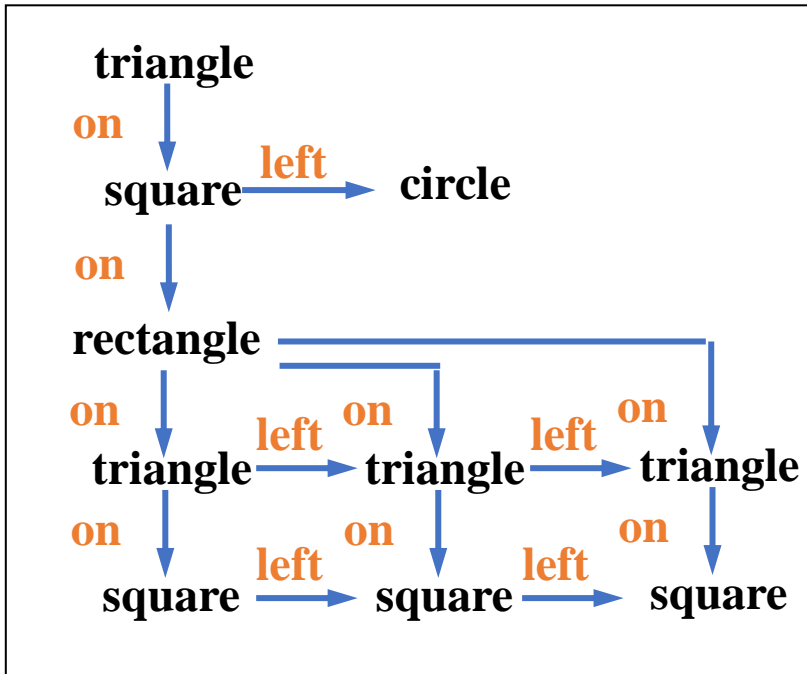 triangle
on
left
square circle
on
rectangle
on on on
left left
triangle triangle triangle
on on on
left left
square square square